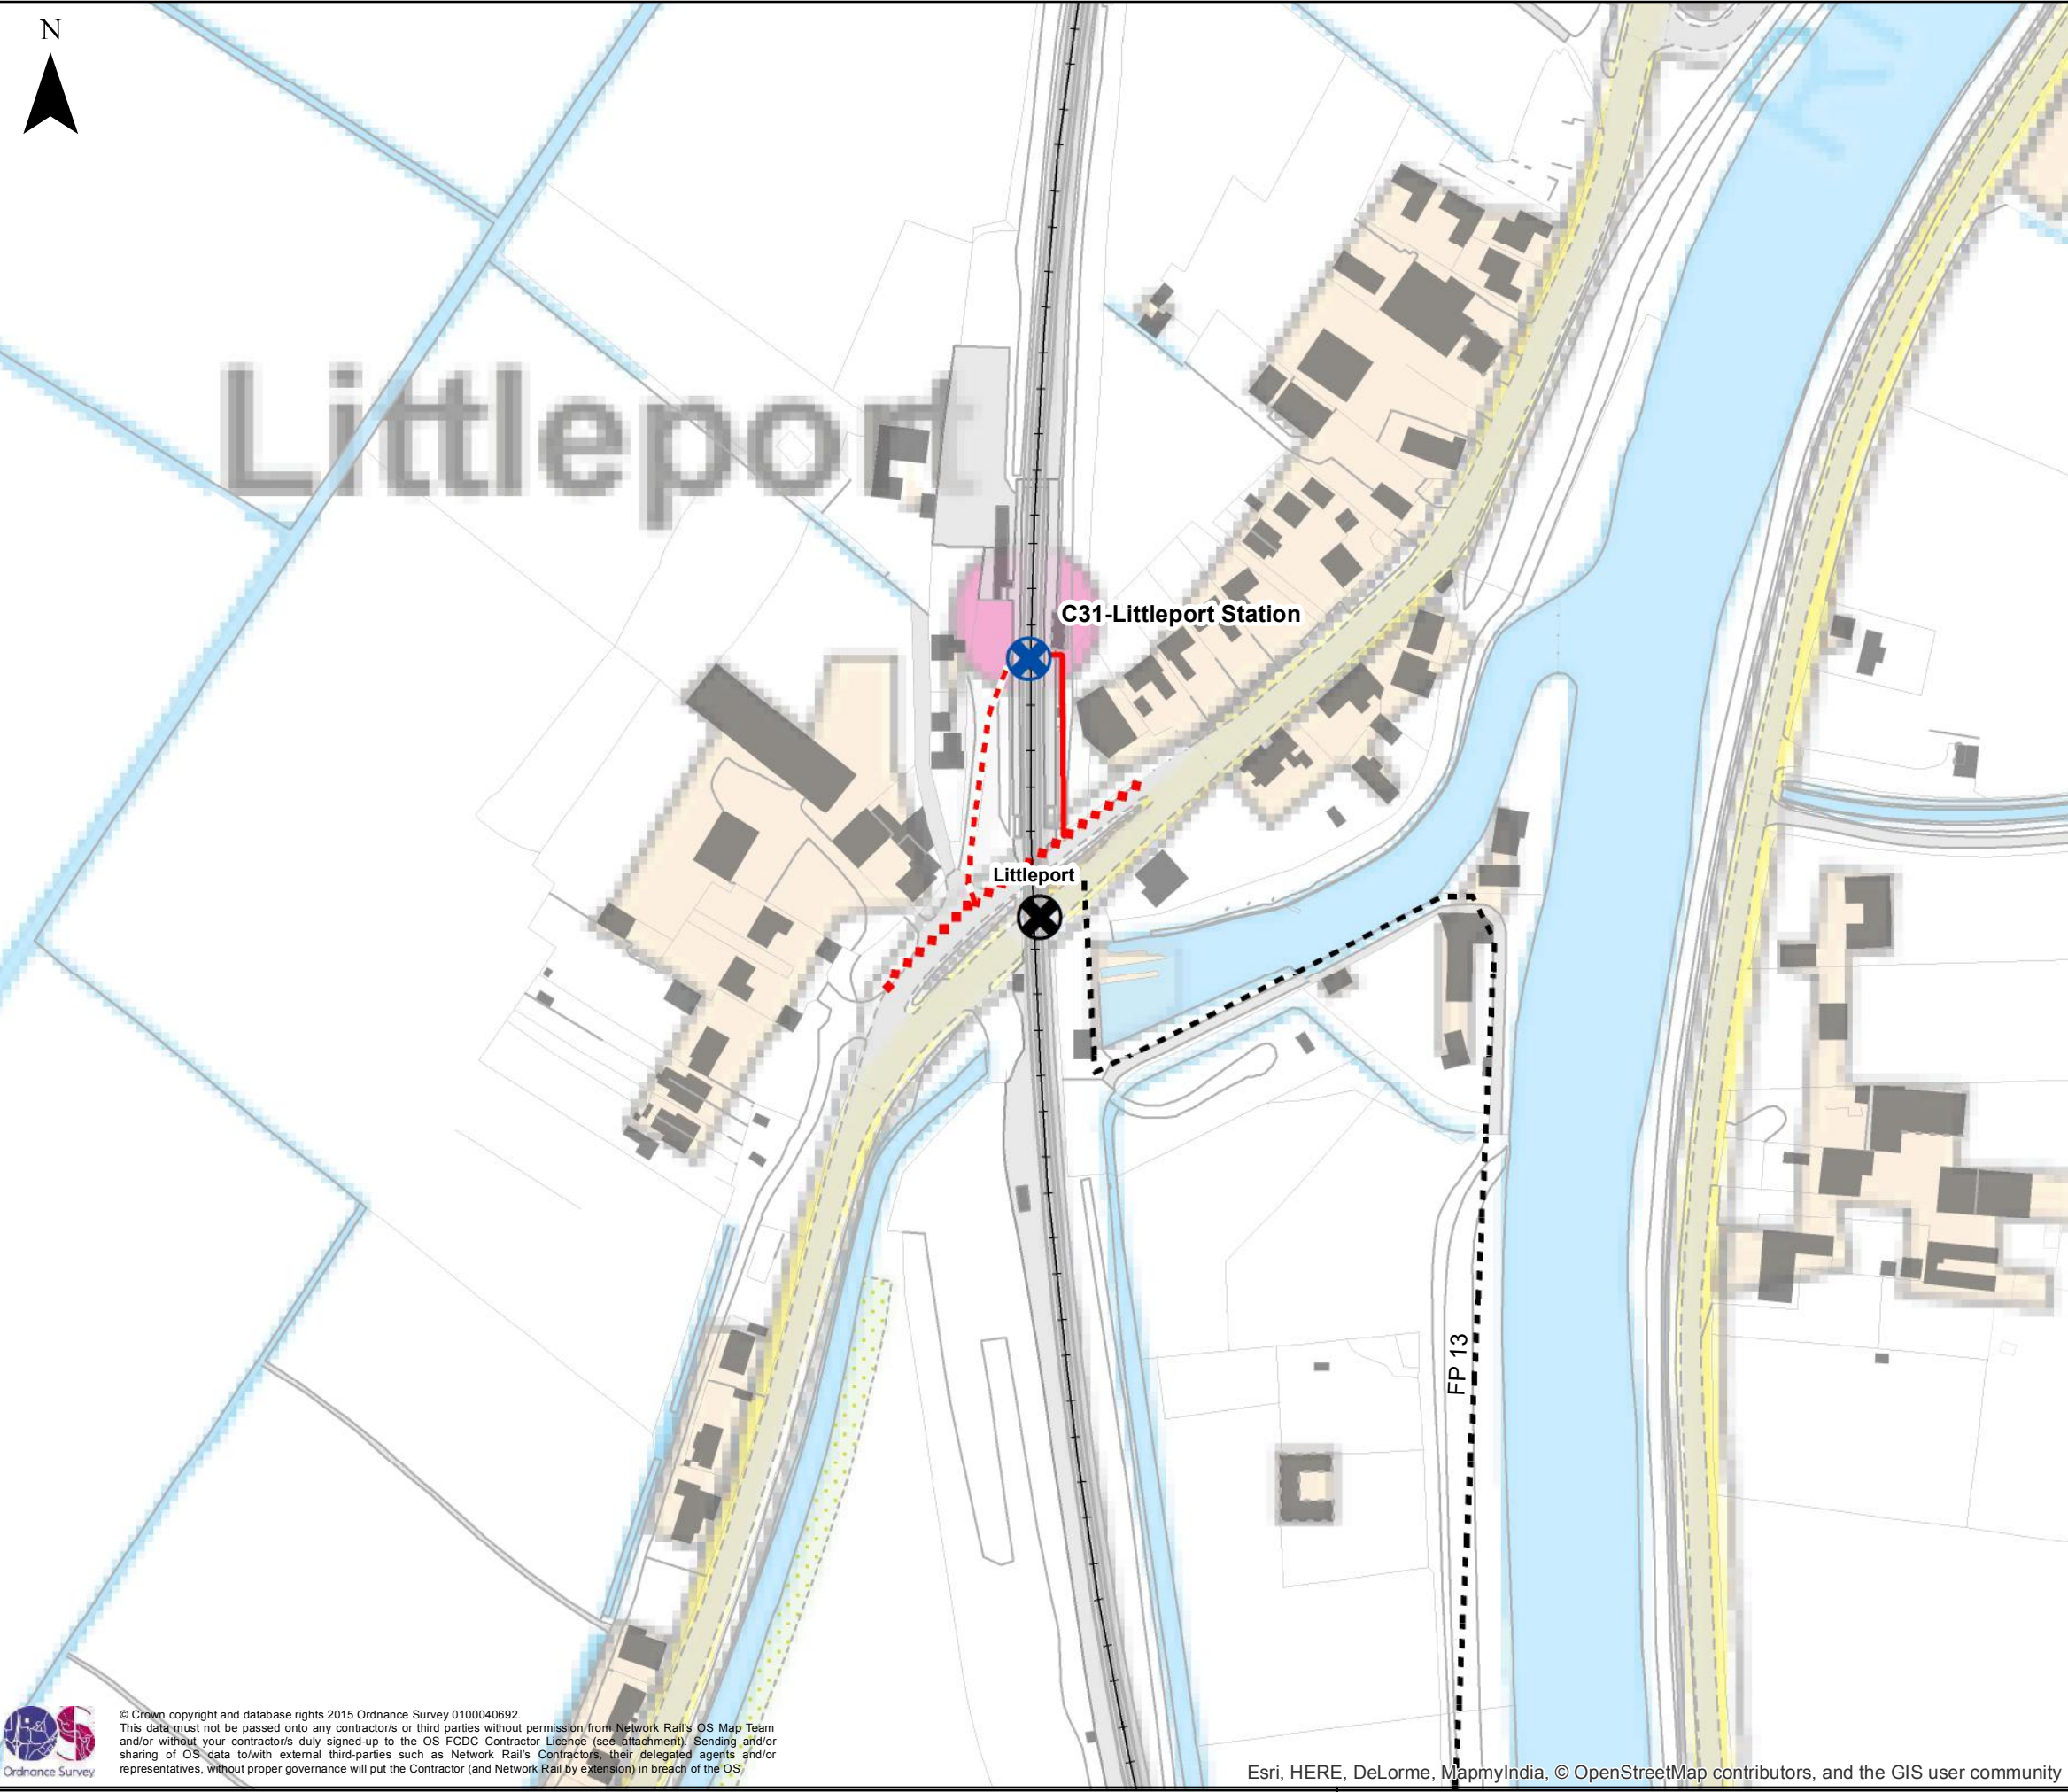 N
Littleport
C31-Littleport Station
Littleport
FP 13
© Crown copyright and database rights 2015 Ordnance Survey 0100040692.
This data must not be passed onto any contractor/s or third parties without permission from Network Rail's OS Map Team
and/or without your contractor/s duly signed-up to the OS FCDC Contractor Licence (see attachment). Sending and/or
sharing of OS data to/with external third-parties such as Network Rail's Contractors, their delegated agents and/or
representatives, without proper governance will put the Contractor (and Network Rail by extension) in breach of the OS
Ordnance Survey
Esri, HERE, DeLorme, MapmyIndia, © OpenStreetMap contributors, and the GIS user community